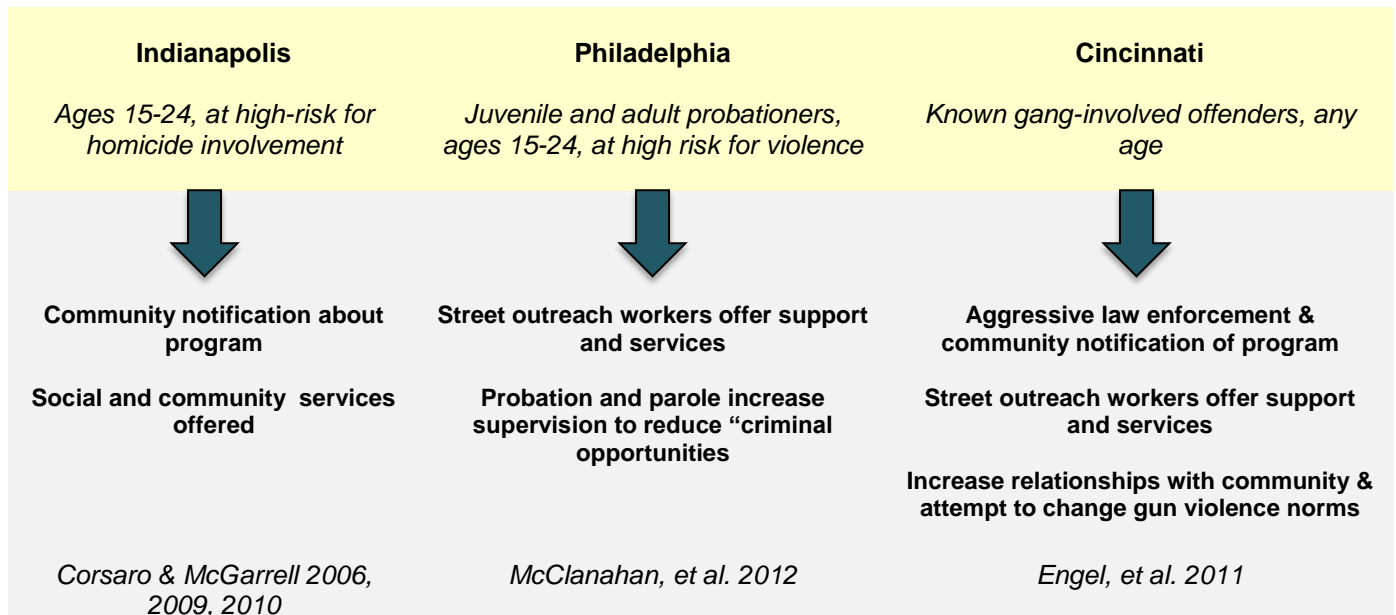 Indianapolis
Ages 15-24, at high-risk for
homicide involvement
Community notification about
program
Social and community  services
offered
Corsaro & McGarrell 2006,
2009, 2010
Philadelphia
Juvenile and adult probationers,
ages 15-24, at high risk for violence
Street outreach workers offer support
and services
Probation and parole increase
supervision to reduce “criminal
opportunities
McClanahan, et al. 2012
Cincinnati
Known gang-involved offenders, any
age
Aggressive law enforcement &
community notification of program
Street outreach workers offer support
and services
Increase relationships with community &
attempt to change gun violence norms
Engel, et al. 2011